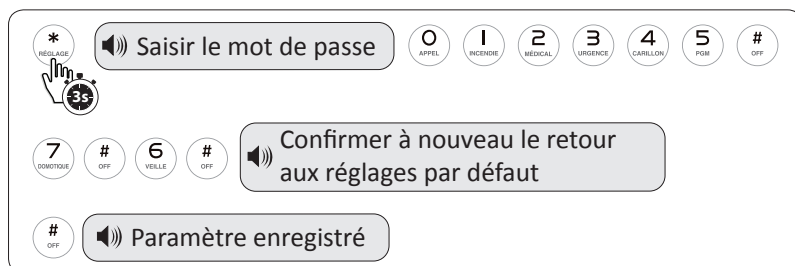 * RÉGLAGE Saisir le mot de passe 0 APPEL 1 INCENDIE 2 MÉDICAL 3 URGENCE 4 CARILLON 5 PGM # OFF
3s
7 DOMOTIQUE # OFF 6 VEILLE # OFF Confirmer à nouveau le retour
aux réglages par défaut
# OFF Paramètre enregistré